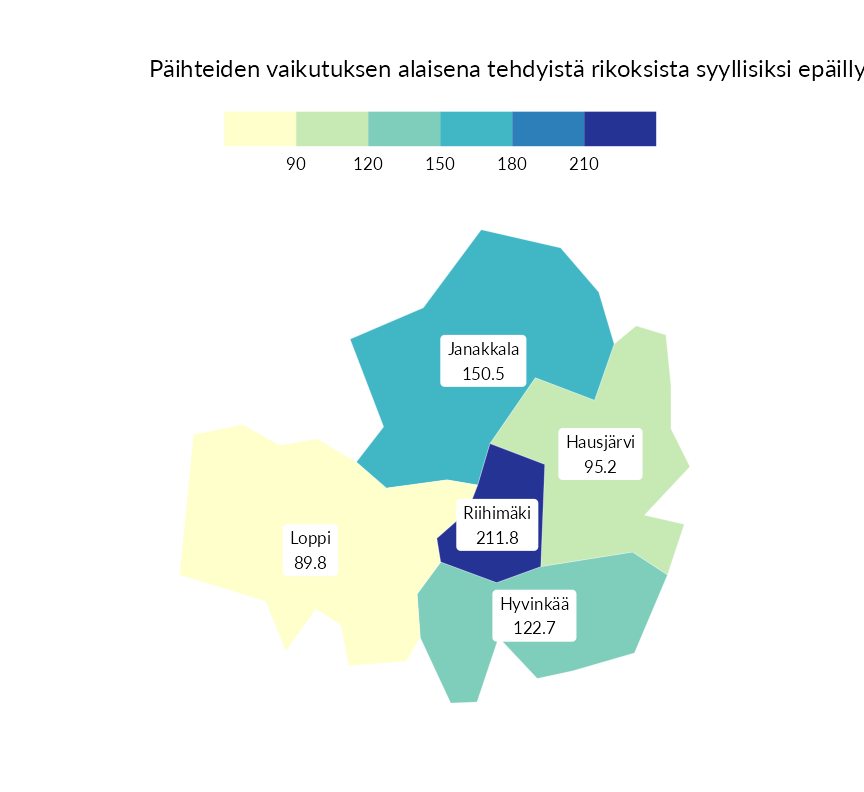 Päihteiden vaikutuksen alaisena tehdyistä rikoksista syyllisiksi epäilly
90 120 150 180 210
Janakkala
150.5
Hausjärvi
95.2
Riihimäki
211.8
Loppi
89.8
Hyvinkää
122.7